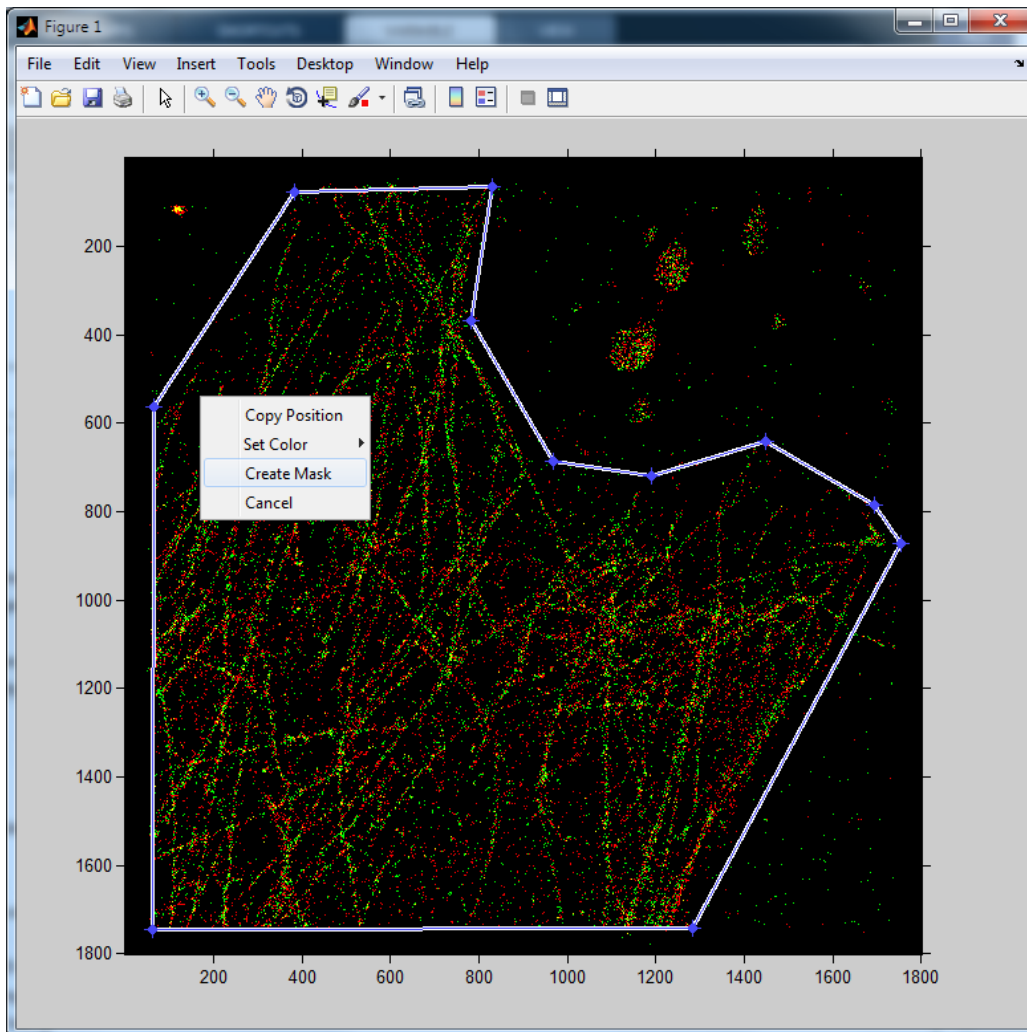 Figure 1
File Edit View Insert Tools Desktop Window Help
200
400
600
800
1000
1200
1400
1600
1800
Copy Position
Set Color
Create Mask
Cancel
200 400 600 800 1000 1200 1400 1600 1800